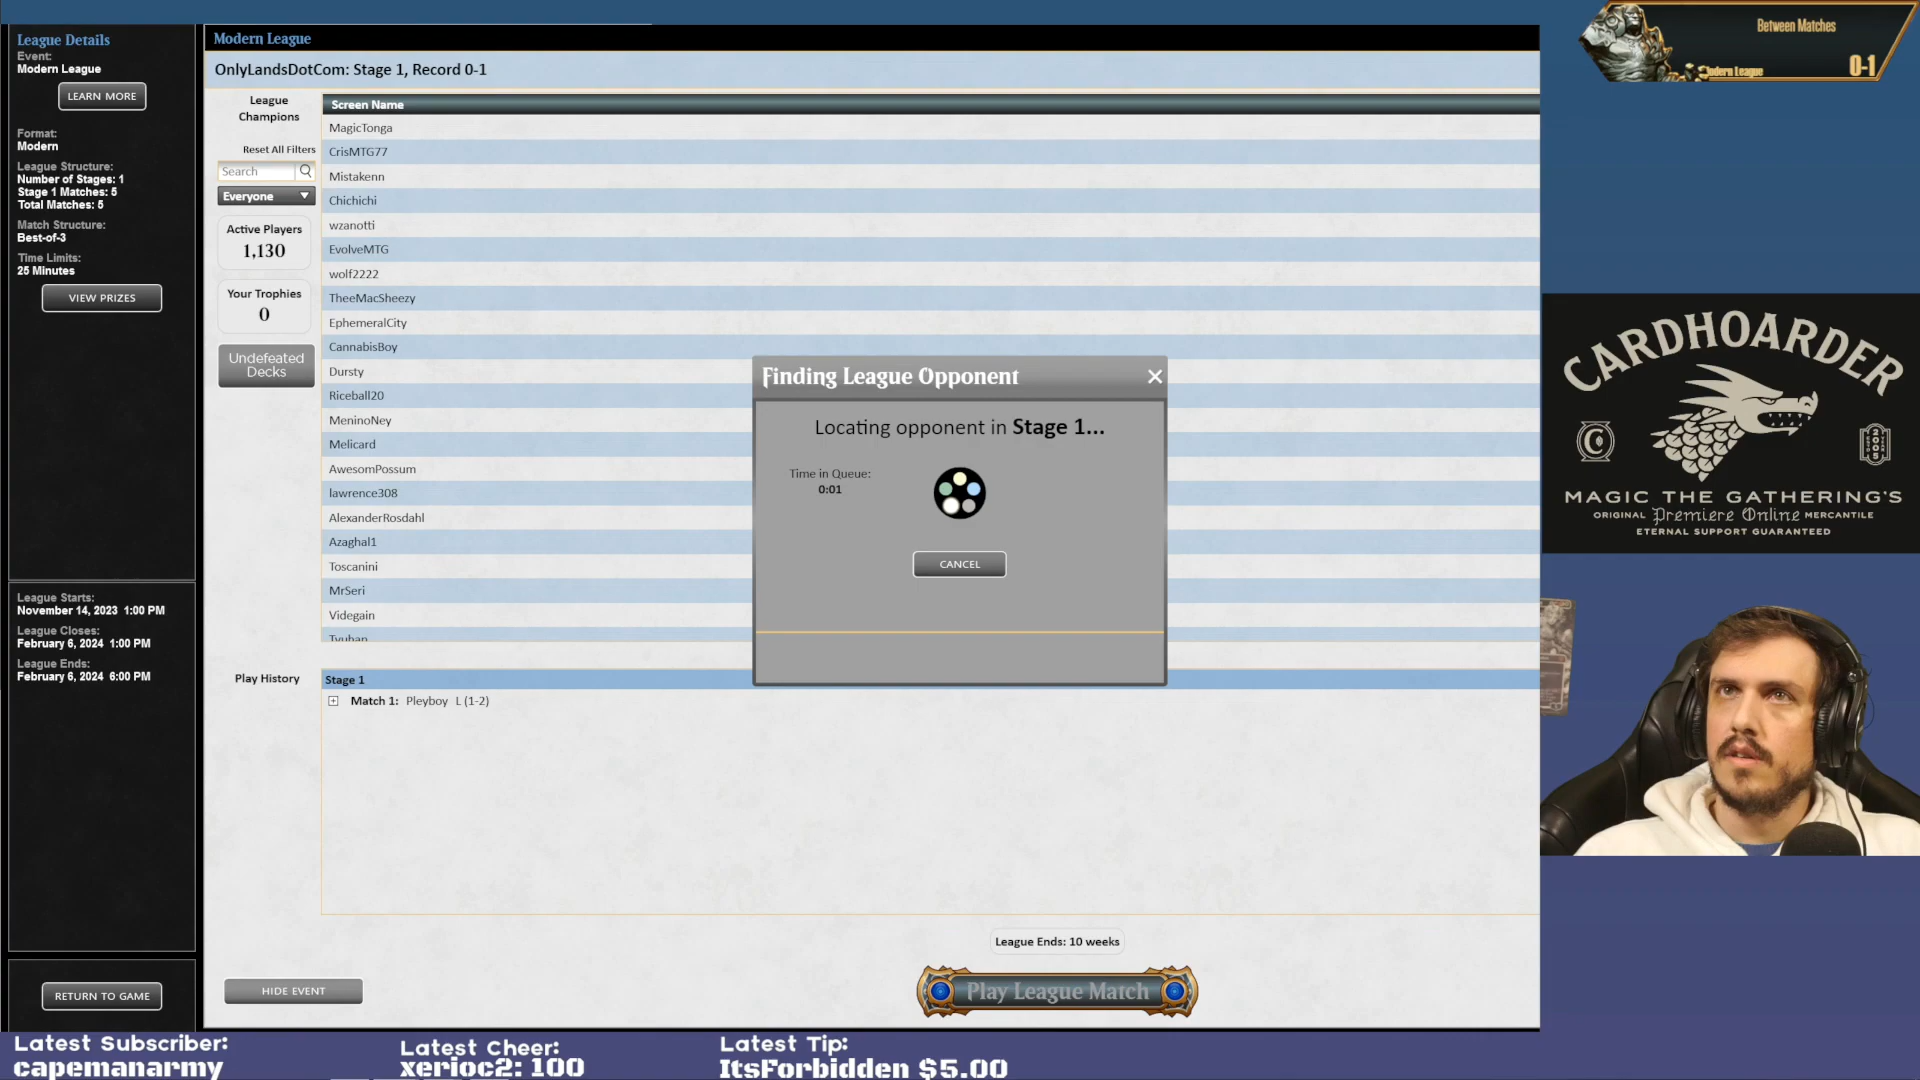 League Details
Event:
Modern League
LEARN MORE
Format:
Modern
League Structure:
Number of Stages: 1
Stage 1 Matches: 5
Total Matches: 5
Match Structure:
Best-of-3
Time Limits:
25 Minutes
VIEW PRIZES
League Starts:
November 14, 2023 1:00 PM
League Closes:
February 6, 2024 1:00 PM
League Ends:
February 6, 2024 6:00 PM
RETURN TO GAME
Modern League
OnlyLandsDotCom: Stage 1, Record 0-1
League
Champions
Reset All Filters
Search
Everyone
Active Players
1,130
Your Trophies
0
Undefeated
Decks
Screen Name
MagicTonga
CrisMTG77
Mistakenn
Chichichi
wzanotti
EvolveMTG
wolf2222
TheeMacSheezy
EphemeralCity
CannabisBoy
Dursty
Riceball20
MeninoNey
Melicard
AwesomPossum
lawrence308
AlexanderRosdahl
Azaghal1
Toscanini
MrSeri
Videgain
Finding League Opponent
Locating opponent in Stage 1...
Time in Queue:
0:01
CANCEL
Play History
Stage 1
Match 1: Pleyboy L (1-2)
League Ends: 10 weeks
HIDE EVENT
Play League Match
Between Matches
Modern League
0-1
CARDHOARDER
C
2005
MAGIC THE GATHERING'S
ORIGINAL Premiere Online MERCANTILE
ETERNAL SUPPORT GUARANTEED
Latest Subscriber:
capemanarmy
Latest Cheer:
xerioc2: 100
Latest Tip:
ItsForbidden $5.00